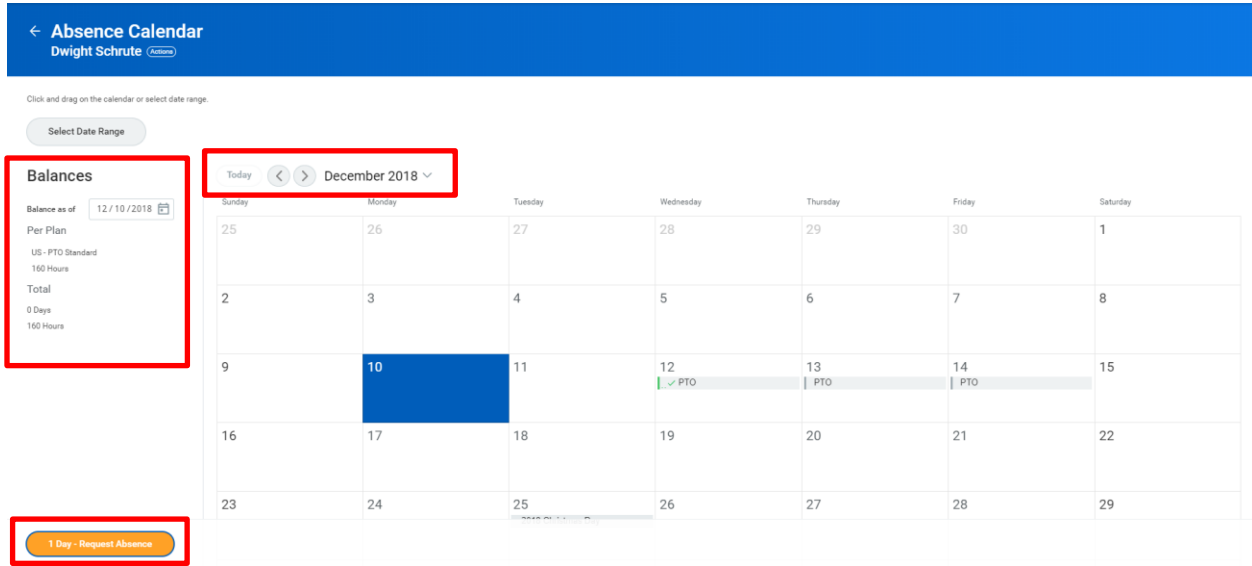 ← Absence Calendar
Dwight Schrute Actions
Click and drag on the calendar or select date range.
Select Date Range
Balances
Balance as of 12/10/2018
Per Plan
US - PTO Standard
160 Hours
Total
0 Days
160 Hours
Today December 2018
Sunday Monday Tuesday Wednesday Thursday Friday Saturday
25 26 27 28 29 30 1
2 3 4 5 6 7 8
9 10 11 12 13 14 15
✓ PTO PTO PTO
16 17 18 19 20 21 22
23 24 25 26 27 28 29
1 Day - Request Absence